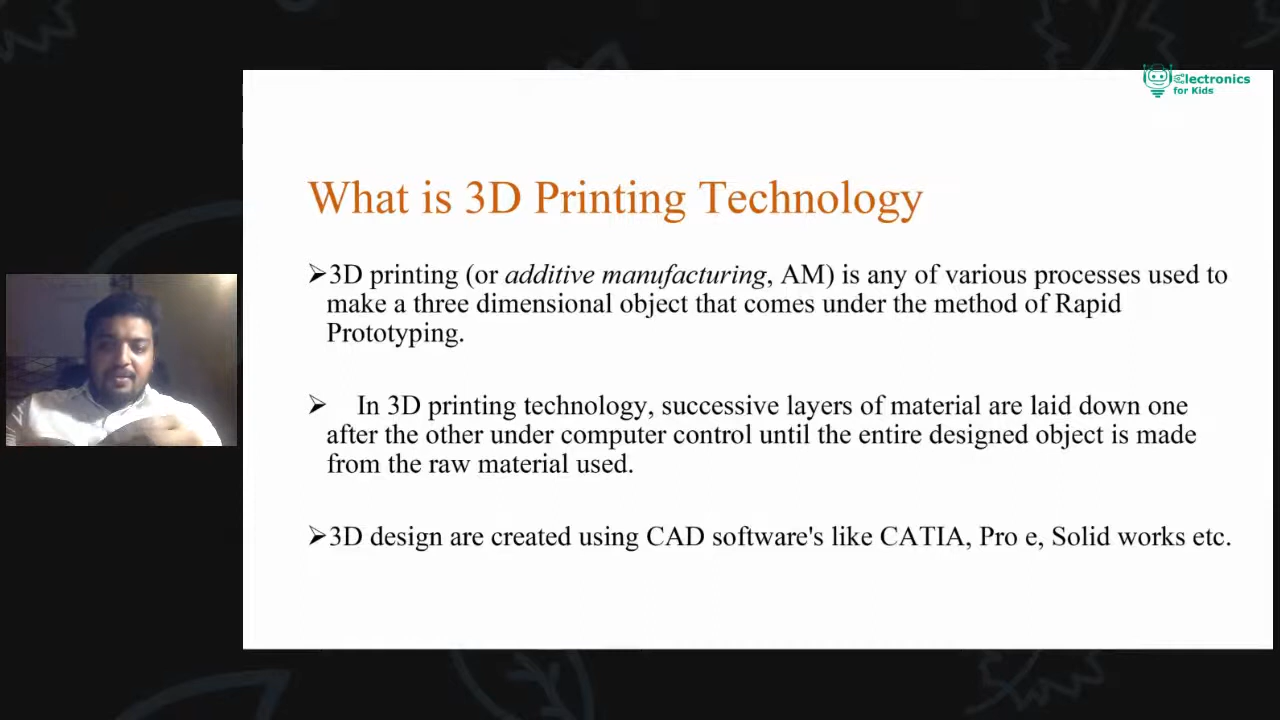 Electronics
for Kids
What is 3D Printing Technology
➢3D printing (or additive manufacturing, AM) is any of various processes used to
make a three dimensional object that comes under the method of Rapid
Prototyping.
➢ In 3D printing technology, successive layers of material are laid down one
after the other under computer control until the entire designed object is made
from the raw material used.
➢3D design are created using CAD software's like CATIA, Pro e, Solid works etc.